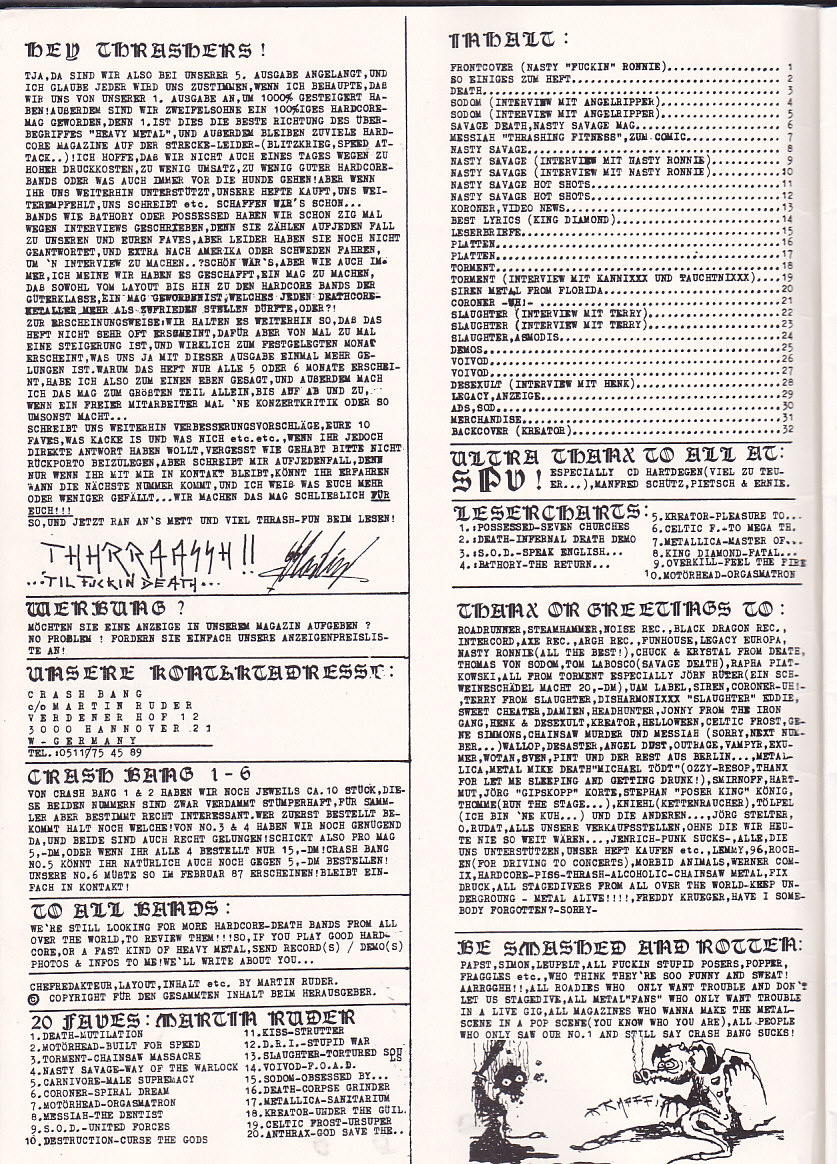 HEY THRASHERS !
TJA,DA SIND WIR ALSO BEI UNSERER 5. AUSGABE ANGELANGT,UND
ICH GLAUBE JEDER WIRD UNS ZUSTIMMEN,WENN ICH BEHAUPTE,DAß
WIR UNS VON UNSERER 1. AUSGABE AN,UM 1000% GESTEIGERT HA-
BEN!AUßERDEM SIND WIR ZWEIFELSOHNE EIN 100%IGES HARDCORE-
MAG GEWORDEN,DENN 1.IST DIES DIE BESTE RICHTUNG DES ÜBER-
BEGRIFFES "HEAVY METAL",UND AUßERDEM BLEIBEN ZUVIELE HARD-
CORE MAGAZINE AUF DER STRECKE-LEIDER-(BLITZKRIEG,SPEED AT-
TACK..)!ICH HOFFE,DAß WIR NICHT AUCH EINES TAGES WEGEN ZU
HOHER DRUCKKOSTEN,ZU WENIG UMSATZ,ZU WENIG GUTER HARDCORE-
BANDS ODER WAS AUCH IMMER VOR DIE HUNDE GEHEN!ABER WENN
IHR UNS WEITERHIN UNTERSTÜTZT,UNSERE HEFTE KAUFT,UNS WEI-
TEREMPFEHLT,UNS SCHREIBT etc. SCHAFFEN WIR'S SCHON...
BANDS WIE BATHORY ODER POSSESSED HABEN WIR SCHON ZIG MAL
WEGEN INTERVIEWS GESCHRIEBEN,DENN SIE ZÄHLEN AUFJEDEN FALL
ZU UNSEREN UND EUREN FAVES,ABER LEIDER HABEN SIE NOCH NICHT
GEANTWORTET,UND EXTRA NACH AMERIKA ODER SCHWEDEN FAHREN,
UM 'N INTERVIEW ZU MACHEN..?SCHÖN WÄR'S,ABER WIE AUCH IM-
MER,ICH MEINE WIR HABEN ES GESCHAFFT,EIN MAG ZU MACHEN,
DAß SOWOHL VOM LAYOUT BIS HIN ZU DEN HARDCORE BANDS DER
GÜTERKLASSE,EIN MAG GEWORDENNIST,WELCHES JEDEN DEATHCORE-
METALLER MEHR ALS ZUFRIEDEN STELLEN DÜRFTE,ODER?!
ZUR ERSCHEINUNGSWEISE:WIR HALTEN ES WEITERHIN SO,DAß DAS
HEFT NICHT SEHR OFT ERSCHEINT,DAFÜR ABER VON MAL ZU MAL
EINE STEIGERUNG IST,UND WIRKLICH ZUM FESTGELEGTEN MONAT
ERSCHEINT,WAS UNS JA MIT DIESER AUSGABE EINMAL MEHR GE-
LUNGEN IST.WARUM DAS HEFT NUR ALLE 5 ODER 6 MONATE ERSCHEI-
NT,HABE ICH ALSO ZUM EINEN EBEN GESAGT,UND AUßERDEM MACH
ICH DAS MAG ZUM GRÖßTEN TEIL ALLEIN,BIS AUF AB UND ZU,
WENN EIN FREIER MITARBEITER MAL 'NE KONZERTKRITIK ODER SO
UMSONST MACHT...
SCHREIBT UNS WEITERHIN VERBESSERUNGSVORSCHLÄGE,EURE 10
FAVES,WAS KACKE IS UND WAS NICH etc.etc.,WENN IHR JEDOCH
DIREKTE ANTWORT HABEN WOLLT,VERGESST WIE GEHABT BITTE NICHT
RÜCKPORTO BEIZULEGEN,ABER SCHREIBT MIR AUFJEDENFALL,DENN
NUR WENN IHR MIT MIR IN KONTAKT BLEIBT,KÖNNT IHR ERFAHREN
WANN DIE NÄCHSTE NUMMER KOMMT,UND ICH WEIß WAS EUCH MEHR
ODER WENIGER GEFÄLLT...WIR MACHEN DAS MAG SCHLIEßLICH FÜR
EUCH!!!
SO,UND JETZT RAN AN'S METT UND VIEL THRASH-FUN BEIM LESEN!
THHRRAASSH !!
...'TIL FUCKIN DEATH...
Martin
WERBUNG ?
MÖCHTEN SIE EINE ANZEIGE IN UNSEREM MAGAZIN AUFGEBEN ?
NO PROBLEM ! FORDERN SIE EINFACH UNSERE ANZEIGENPREISLIS-
TE AN!
UNSERE KONTAKTADRESSE:
CRASH BANG
c/o MARTIN RUDER
VERDENER HOF 12
3000 HANNOVER 21
W-GERMANY
TEL.:0511/75 45 89
CRASH BANG 1-6
VON CRASH BANG 1 & 2 HABEN WIR NOCH JEWEILS CA.10 STÜCK,DIE-
SE BEIDEN NUMMERN SIND ZWAR VERDAMMT STÜMPERHAFT,FÜR SAMM-
LER ABER BESTIMMT RECHT INTERESSANT.WER ZUERST BESTELLT BE-
KOMMT HALT NOCH WELCHE!VON NO.3 & 4 HABEN WIR NOCH GENÜGEND
DA,UND BEIDE SIND AUCH RECHT GELUNGEN!SCHICKT ALSO PRO MAG
5,-DM,ODER WENN IHR ALLE 4 BESTELLT NUR 15,-DM!CRASH BANG
NO.5 KÖNNT IHR NATÜRLICH AUCH NOCH GEGEN 5,-DM BESTELLEN!
UNSERE NO.6 MÜßTE SO IM FEBRUAR 87 ERSCHEINEN!BLEIBT EIN-
FACH IN KONTAKT!
TO ALL BANDS:
WE'RE STILL LOOKING FOR MORE HARDCORE-DEATH BANDS FROM ALL
OVER THE WORLD,TO REVIEW THEM!!!SO,IF YOU PLAY GOOD HARD-
CORE,OR A FAST KIND OF HEAVY METAL,SEND RECORD(S) / DEMO(S)
PHOTOS & INFOS TO ME!WE'LL WRITE ABOUT YOU...
CHEFREDAKTEUR,LAYOUT,INHALT etc. BY MARTIN RUDER.
© COPYRIGHT FÜR DEN GESAMMTEN INHALT BEIM HERAUSGEBER.
20 FAVES: MARTIN RUDER
1.DEATH-MUTILATION
2.MOTÖRHEAD-BUILT FOR SPEED
3.TORMENT-CHAINSAW MASSACRE
4.NASTY SAVAGE-WAY OF THE WARLOCK
5.CARNIVORE-MALE SUPREMACY
6.CORONER-SPIRAL DREAM
7.MOTÖRHEAD-ORGASMATRON
8.MESSIAH-THE DENTIST
9.S.O.D.-UNITED FORCES
10.DESTRUCTION-CURSE THE GODS
11.KISS-STRUTTER
12.D.R.I.-STUPID WAR
13.SLAUGHTER-TORTURED SOU
LS
14.VOIVOD-F.O.A.D.
15.SODOM-OBSESSED BY...
16.DEATH-CORPSE GRINDER
17.METALLICA-SANITARIUM
18.KREATOR-UNDER THE GUIL.
19.CELTIC FROST-URSUPER
20.ANTHRAX-GOD SAVE THE..
INHALT:
FRONTCOVER (NASTY "FUCKIN" RONNIE).................. 1
SO EINIGES ZUM HEFT................................. 2
DEATH............................................... 3
SODOM (INTERVIEW MIT ANGELRIPPER)................... 4
SODOM (INTERVIEW MIT ANGELRIPPER)................... 5
SAVAGE DEATH,NASTY SAVAGE MAG....................... 6
MESSIAH "THRASHING FITNESS",ZUM COMIC............... 7
NASTY SAVAGE........................................ 8
NASTY SAVAGE (INTERVIEW MIT NASTY RONNIE)........... 9
NASTY SAVAGE (INTERVIEW MIT NASTY RONNIE)...........10
NASTY SAVAGE HOT SHOTS..............................11
NASTY SAVAGE HOT SHOTS..............................12
KORONER,VIDEO NEWS..................................13
BEST LYRICS (KING DIAMOND)..........................14
LESERBRIEFE.........................................15
PLATTEN.............................................16
PLATTEN.............................................17
TORMENT.............................................18
TORMENT (INTERVIEW MIT KANNIXXX UND TAUCHTNIXXX)....19
SIREN METAL FROM FLORIDA............................20
CORONER -UH!-.......................................21
SLAUGHTER (INTERVIEW MIT TERRY).....................22
SLAUGHTER (INTERVIEW MIT TERRY).....................23
SLAUGHTER,ASMODIS...................................24
DEMOS...............................................25
VOIVOD..............................................26
VOIVOD..............................................27
DESEXULT (INTERVIEW MIT HENK).......................28
LEGACY,ANZEIGE......................................29
ADS,SOD.............................................30
MERCHANDISE.........................................31
BACKCOVER (KREATOR).................................32
ULTRA THANX TO ALL AT:
SPV! ESPECIALLY CD HARTDEGEN(VIEL ZU TEU-
ER...),MANFRED SCHÜTZ,PIETSCH & ERNIE.
LESERCHARTS:
1.:POSSESSED-SEVEN CHURCHES
2.:DEATH-INFERNAL DEATH DEMO
3.:S.O.D.-SPEAK ENGLISH...
4.:BATHORY-THE RETURN...
5.KREATOR-PLEASURE TO...
6.CELTIC F.-TO MEGA TH.
7.METALLICA-MASTER OF...
8.KING DIAMOND-FATAL...
9.OVERKILL-FEEL THE FIRE
10.MOTÖRHEAD-ORGASMATRON
THANX OR GREETINGS TO:
ROADRUNNER,STEAMHAMMER,NOISE REC.,BLACK DRAGON REC.,
INTERCORD,AXE REC.,ARGH REC.,FUNHOUSE,LEGACY EUROPA,
NASTY RONNIE(ALL THE BEST!),CHUCK & KRYSTAL FROM DEATH,
THOMAS VON SODOM,TOM LABOSCO(SAVAGE DEATH),RAPHA PIAT-
KOWSKI,ALL FROM TORMENT ESPECIALLY JÖRN RÜTER(EIN SCH-
WEINESCHÄDEL MACHT 20,-DM),UAM LABEL,SIREN,CORONER-UH!-
,TERRY FROM SLAUGHTER,DISHARMONIXXX "SLAUGHTER" EDDIE,
SWEET CHEATER,DAMIEN,HEADHUNTER,JONNY FROM THE IRON
GANG,HENK & DESEXULT,KREATOR,HELLOWEEN,CELTIC FROST,GE-
NE SIMMONS,CHAINSAW MURDER UND MESSIAH (SORRY,NEXT NUM-
BER...)WALLOP,DESASTER,ANGEL DUST,OUTRAGE,VAMPYR,EXU-
MER,WOTAN,SVEN,PINT UND DER REST AUS BERLIN...,METAL-
LICA,METAL MIKE DEATH"MICHAEL TÖDT"(OZZY-RESOP,THANX
FOR LET ME SLEEPING AND GETTING DRUNK!),SMIRNOFF,HART-
MUT,JÖRG "GIPSKOPP" KORTE,STEPHAN "POSER KING" KÖNIG,
THOMME(RUN THE STAGE...),KNIEHL(KETTENRAUCHER),TÖLPEL
(ICH BIN 'NE KUH...) UND DIE ANDEREN...,JÖRG STELTER,
O.RUDAT,ALLE UNSERE VERKAUFSSTELLEN,OHNE DIE WIR HEU-
TE NIE SO WEIT WÄREN...,JENRICH-PUNK SUCKS-,ALLE,DIE
UNS UNTERSTÜTZEN,UNSER HEFT KAUFEN etc.,LEMMY,96,ROCH-
EN(FOR DRIVING TO CONCERTS),MORBID ANIMALS,WERNER COM-
IX,HARDCORE-PISS-THRASH-ALCOHOLIC-CHAINSAW METAL,FIX
DRUCK,ALL STAGEDIVERS FROM ALL OVER THE WORLD-KEEP UN-
DERGROUNG - METAL ALIVE!!!!,FREDDY KRUEGER,HAVE I SOME-
BODY FORGOTTEN?-SORRY-
BE SMASHED AND ROTTEN:
PAPST,SIMON,LEUPELT,ALL FUCKIN STUPID POSERS,POPPER,
FRAGGLES etc.,WHO THINK THEY'RE SOO FUNNY AND SWEAT!
AARRGGHH!!,ALL ROADIES WHO ONLY WANT TROUBLE AND DON'T
LET US STAGEDIVE,ALL METAL"FANS" WHO ONLY WANT TROUBLE
IN A LIVE GIG,ALL MAGAZINES WHO WANNA MAKE THE METAL-
SCENE IN A POP SCENE(YOU KNOW WHO YOU ARE),ALL PEOPLE
WHO ONLY SAW OUR NO.1 AND STILL SAY CRASH BANG SUCKS!